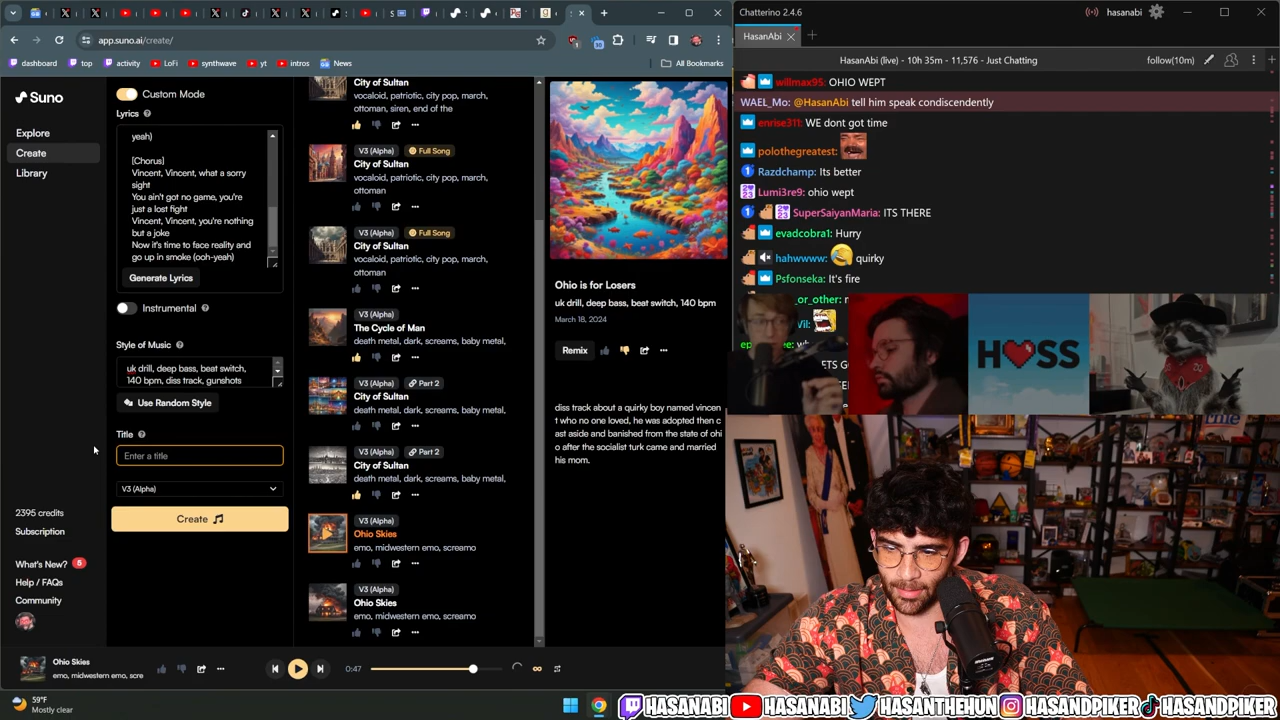 app.suno.ai/create/
dashboard
top
activity
LoFi
synthwave
yt
intros
News
All Bookmarks
Suno
Explore
Create
Library
2395 credits
Subscription
What's New? 5
Help / FAQs
Community
Custom Mode
Lyrics
yeah)
[Chorus]
Vincent, Vincent, what a sorry
sight
You ain't got no game, you're
just a lost fight
Vincent, Vincent, you're nothing
but a joke
Now it's time to face reality and
go up in smoke (ooh-yeah)
Generate Lyrics
Instrumental
Style of Music
uk drill, deep bass, beat switch,
140 bpm, diss track, gunshots
Use Random Style
Title
Enter a title
V3 (Alpha)
Create
City of Sultan
vocaloid, patriotic, city pop, march,
ottoman, siren, end of the
V3 (Alpha) Full Song
City of Sultan
vocaloid, patriotic, city pop, march,
ottoman
V3 (Alpha) Full Song
City of Sultan
vocaloid, patriotic, city pop, march,
ottoman
V3 (Alpha)
The Cycle of Man
death metal, dark, screams, baby metal,
V3 (Alpha) Part 2
City of Sultan
death metal, dark, screams, baby metal,
V3 (Alpha) Part 2
City of Sultan
death metal, dark, screams, baby metal,
V3 (Alpha)
Ohio Skies
emo, midwestern emo, screamo
V3 (Alpha)
Ohio Skies
emo, midwestern emo, screamo
Ohio is for Losers
uk drill, deep bass, beat switch, 140 bpm
March 18, 2024
Remix
diss track about a quirky boy named vincen
t who no one loved, he was adopted then c
ast aside and banished from the state of ohi
o after the socialist turk came and married
his mom.
Ohio Skies
emo, midwestern emo, scre
0:47
59°F
Mostly clear
Chatterino 2.4.6
hasanabi
HasanAbi
HasanAbi (live) - 10h 35m - 11,576 - Just Chatting
follow(10m)
willmax95: OHIO WEPT
WAEL_Mo: @HasanAbi tell him speak condiscendently
enrise311: WE dont got time
polothegreatest:
Razdchamp: Its better
Lumi3re9: ohio wept
SuperSaiyanMaria: ITS THERE
evadcobra1: Hurry
hahwwww: quirky
Psfonseka: It's fire
_or_other:
H SS
HASANABI HASANABI HASANTHEHUN HASANDPIKER HASANDPIKER